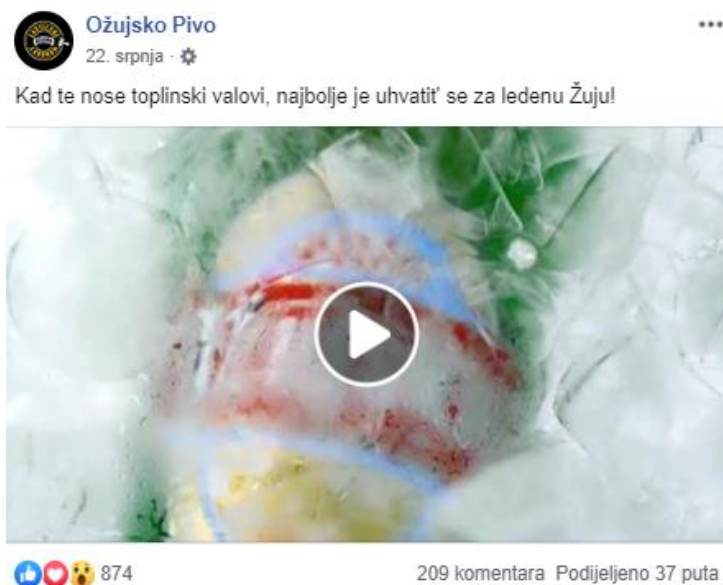 Ožujsko Pivo
22. srpnja ·
Kad te nose toplinski valovi, najbolje je uhvatit' se za ledenu Žuju!
874
209 komentara Podijeljeno 37 puta